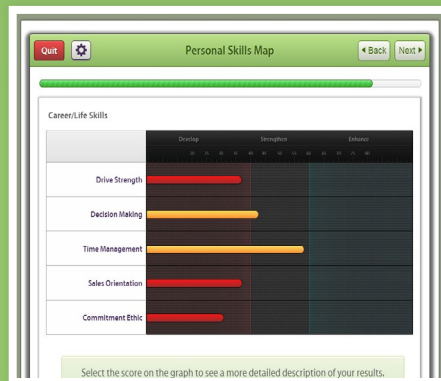 Quit
Personal Skills Map
Back Next
Career/Life Skills
Develop Strengthen Enhance
Drive Strength
Decision Making
Time Management
Sales Orientation
Commitment Ethic
Select the score on the graph to see a more detailed description of your results.